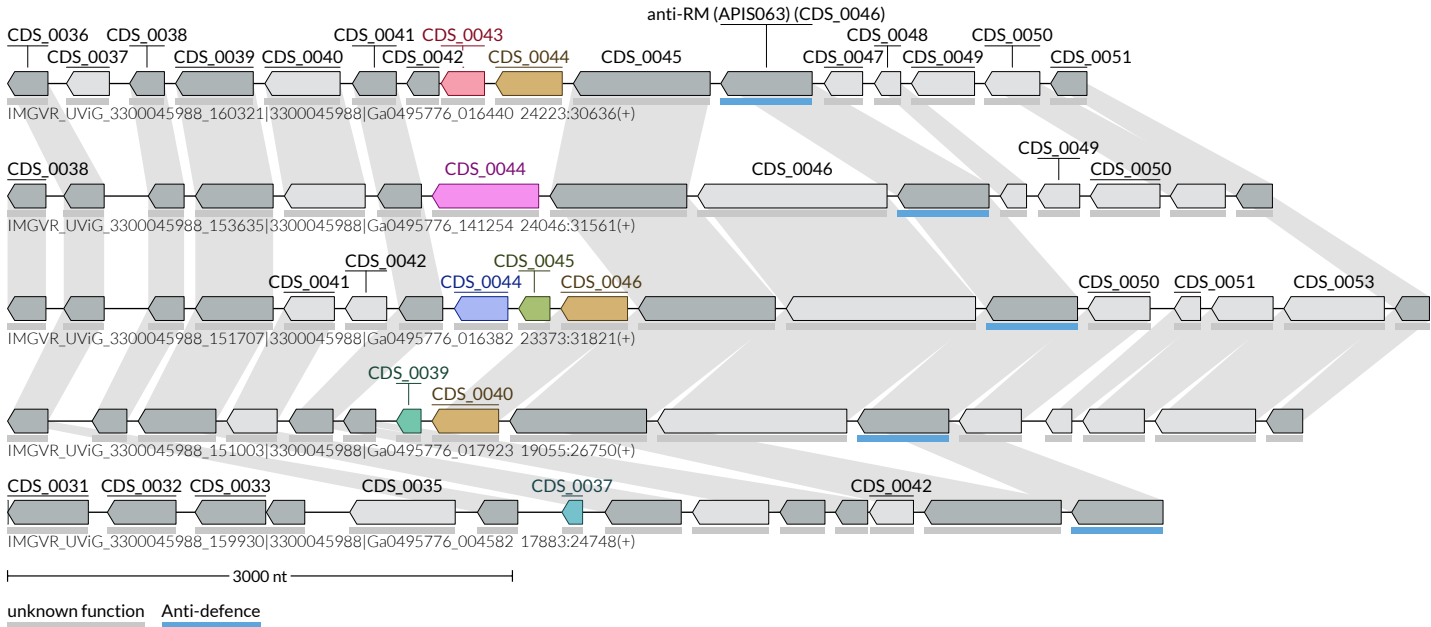 anti-RM (APIS063) (CDS_0046)
CDS_0036 CDS_0038 CDS_0041 CDS_0043 CDS_0048 CDS_0050
CDS_0037 CDS_0039 CDS_0040 CDS_0042 CDS_0044 CDS_0045 CDS_0047 CDS_0049 CDS_0051
IMGVR_UViG_3300045988_160321|3300045988|Ga0495776_016440 24223:30636(+)
CDS_0049
CDS_0038 CDS_0044 CDS_0046 CDS_0050
IMGVR_UViG_3300045988_153635|3300045988|Ga0495776_141254 24046:31561(+)
CDS_0042 CDS_0045
CDS_0041 CDS_0044 CDS_0046 CDS_0050 CDS_0051 CDS_0053
IMGVR_UViG_3300045988_151707|3300045988|Ga0495776_016382 23373:31821(+)
CDS_0039
CDS_0040
IMGVR_UViG_3300045988_151003|3300045988|Ga0495776_017923 19055:26750(+)
CDS_0031 CDS_0032 CDS_0033 CDS_0035 CDS_0037 CDS_0042
IMGVR_UViG_3300045988_159930|3300045988|Ga0495776_004582 17883:24748(+)
3000 nt
unknown function Anti-defence